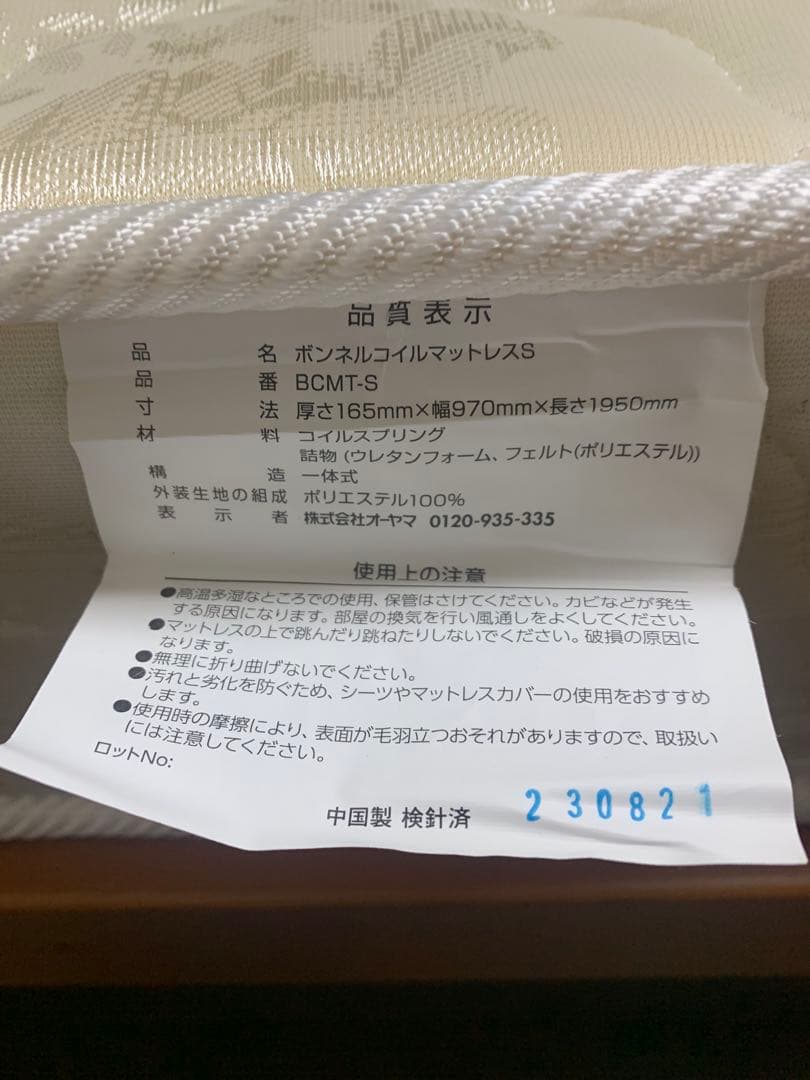 品質表示
品名 ボンネルコイルマットレスS
品番 BCMT-S
寸法 厚さ165mm×幅970mm×長さ1950mm
材料 コイルスプリング
詰物 (ウレタンフォーム、フェルト(ポリエステル))
構造 一体式
外装生地の組成 ポリエステル100%
表示者 株式会社オーヤマ 0120-935-335
使用上の注意
●高温多湿なところでの使用、保管はさけてください。カビなどが発生
する原因になります。部屋の換気を行い風通しをよくしてください。
●マットレスの上で跳んだり跳ねたりしないでください。破損の原因に
なります。
●無理に折り曲げないでください。
●汚れと劣化を防ぐため、シーツやマットレスカバーの使用をおすすめ
します。
●使用時の摩擦により、表面が毛羽立つおそれがありますので、取扱い
には注意してください。
ロットNo:
中国製 検針済 230821